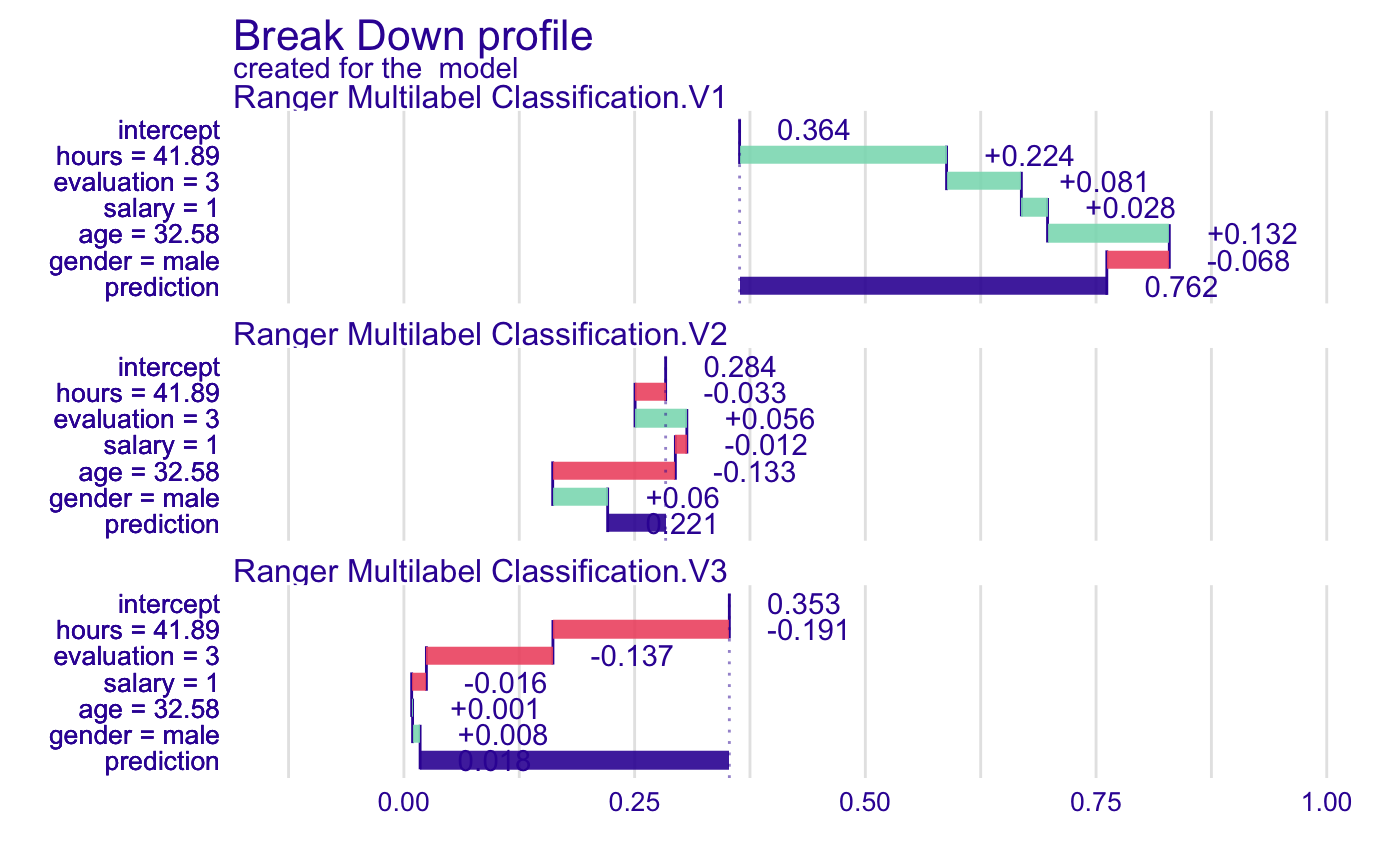 Break Down profile
created for the  model
Ranger Multilabel Classification.V1
intercept 0.364
hours = 41.89 +0.224
evaluation = 3 +0.081
salary = 1 +0.028
age = 32.58 +0.132
gender = male -0.068
prediction 0.762
Ranger Multilabel Classification.V2
intercept 0.284
hours = 41.89 -0.033
evaluation = 3 +0.056
salary = 1 -0.012
age = 32.58 -0.133
gender = male +0.06
prediction 0.221
Ranger Multilabel Classification.V3
intercept 0.353
hours = 41.89 -0.191
evaluation = 3 -0.137
salary = 1 -0.016
age = 32.58 +0.001
gender = male +0.008
prediction 0.018
0.00 0.25 0.50 0.75 1.00